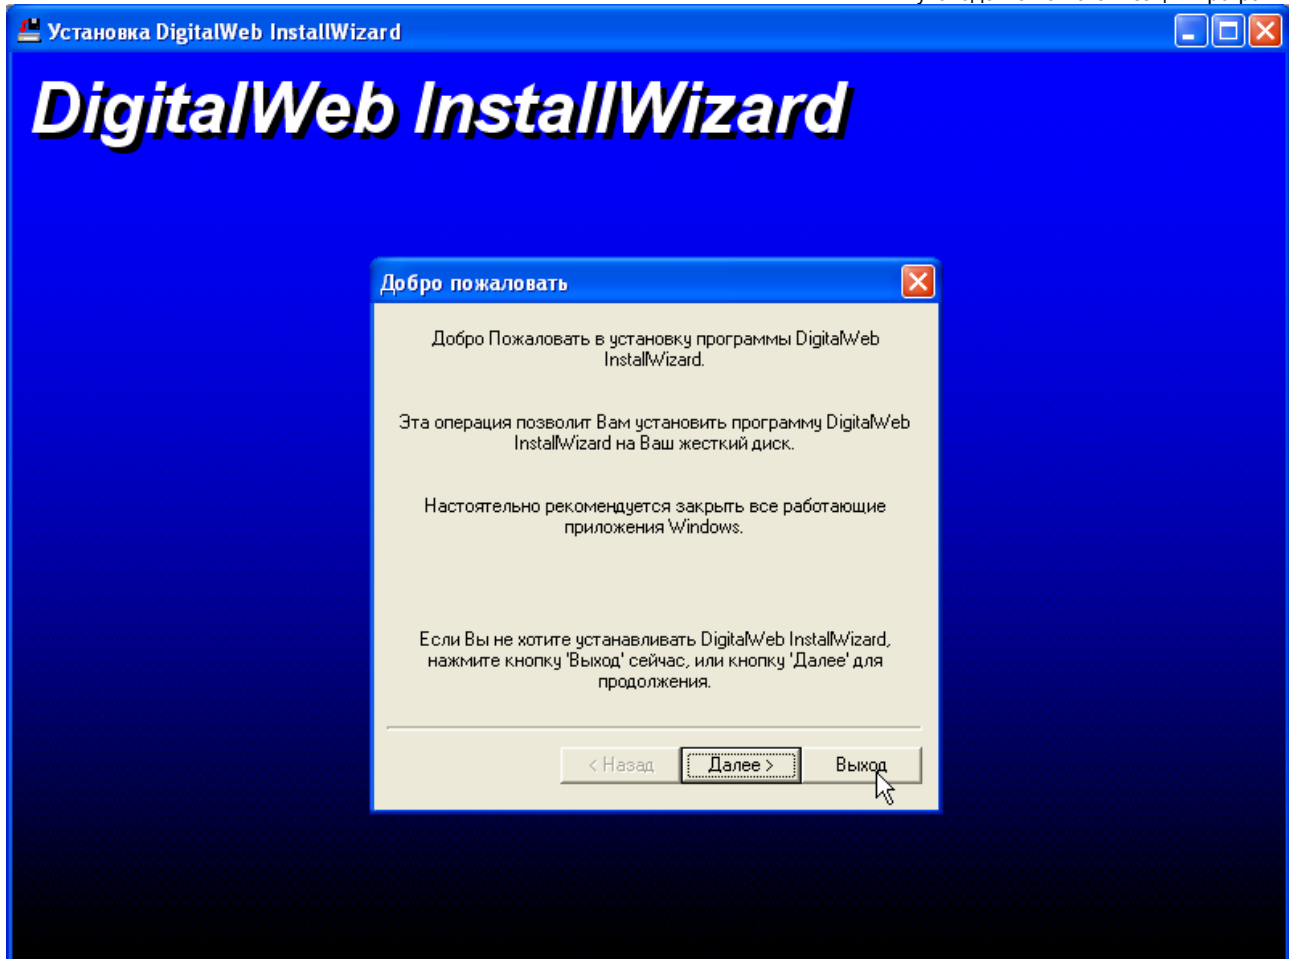 Установка DigitalWeb InstallWizard
DigitalWeb InstallWizard
Добро пожаловать
Добро Пожаловать в установку программы DigitalWeb
InstallWizard.
Эта операция позволит Вам установить программу DigitalWeb
InstallWizard на Ваш жесткий диск.
Настоятельно рекомендуется закрыть все работающие
приложения Windows.
Если Вы не хотите устанавливать DigitalWeb InstallWizard,
нажмите кнопку 'Выход' сейчас, или кнопку 'Далее' для
продолжения.
< Назад
Далее >
Выход